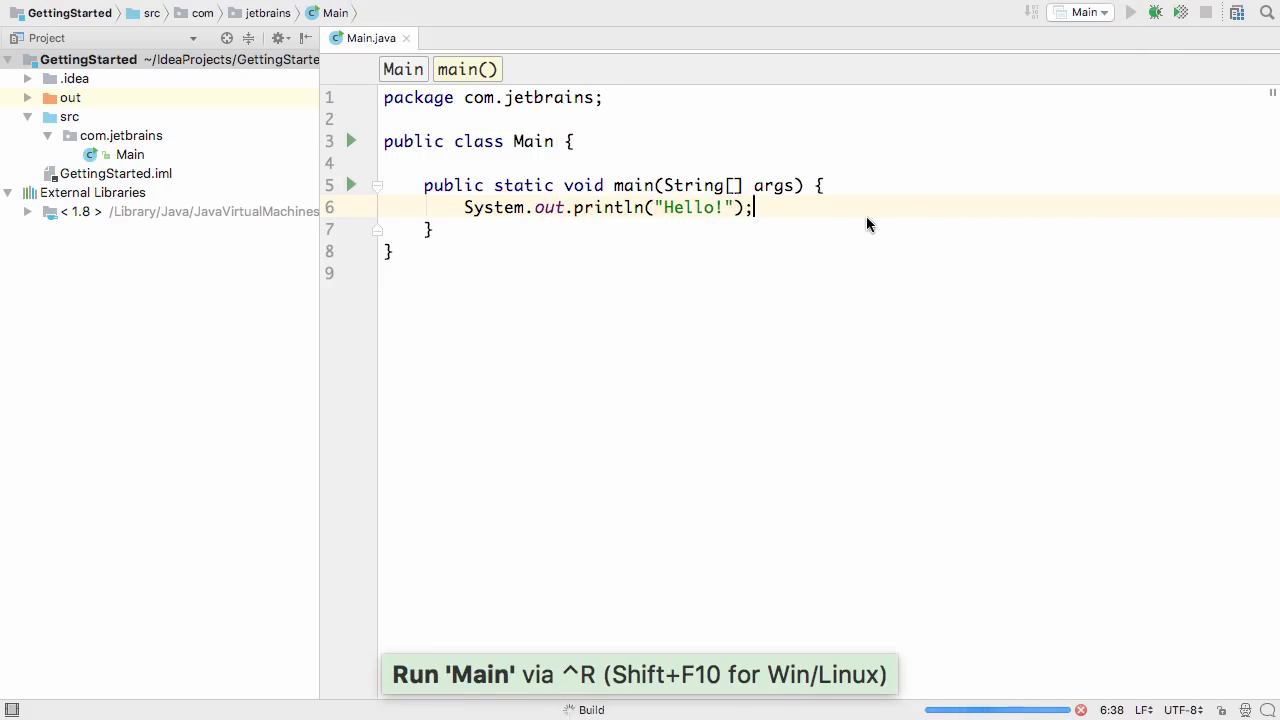 GettingStarted src com jetbrains Main
Main
Project
Main.java
GettingStarted ~/IdeaProjects/GettingStarte
.idea
out
src
com.jetbrains
Main
GettingStarted.iml
External Libraries
< 1.8 > /Library/Java/JavaVirtualMachines
Main main()
1 package com.jetbrains;
2
3 public class Main {
4
5 public static void main(String[] args) {
6 System.out.println("Hello!");
7 }
8 }
9
Run 'Main' via ^R (Shift+F10 for Win/Linux)
Build 6:38 LF UTF-8